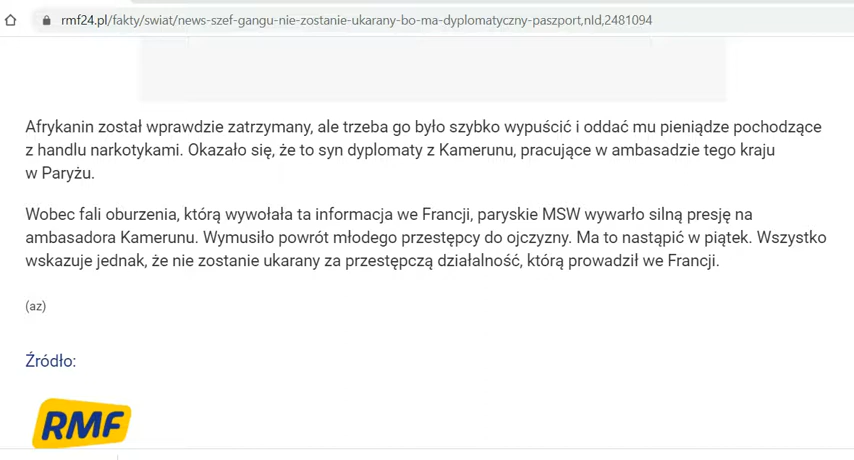 rmf24.pl/fakty/swiat/news-szef-gangu-nie-zostanie-ukarany-bo-ma-dyplomatyczny-paszport,nId,2481094
Afrykanin został wprawdzie zatrzymany, ale trzeba go było szybko wypuścić i oddać mu pieniądze pochodzące
z handlu narkotykami. Okazało się, że to syn dyplomaty z Kamerunu, pracujące w ambasadzie tego kraju
w Paryżu.
Wobec fali oburzenia, którą wywołała ta informacja we Francji, paryskie MSW wywarło silną presję na
ambasadora Kamerunu. Wymusiło powrót młodego przestępcy do ojczyzny. Ma to nastąpić w piątek. Wszystko
wskazuje jednak, że nie zostanie ukarany za przestępczą działalność, którą prowadził we Francji.
(az)
Źródło:
RMF